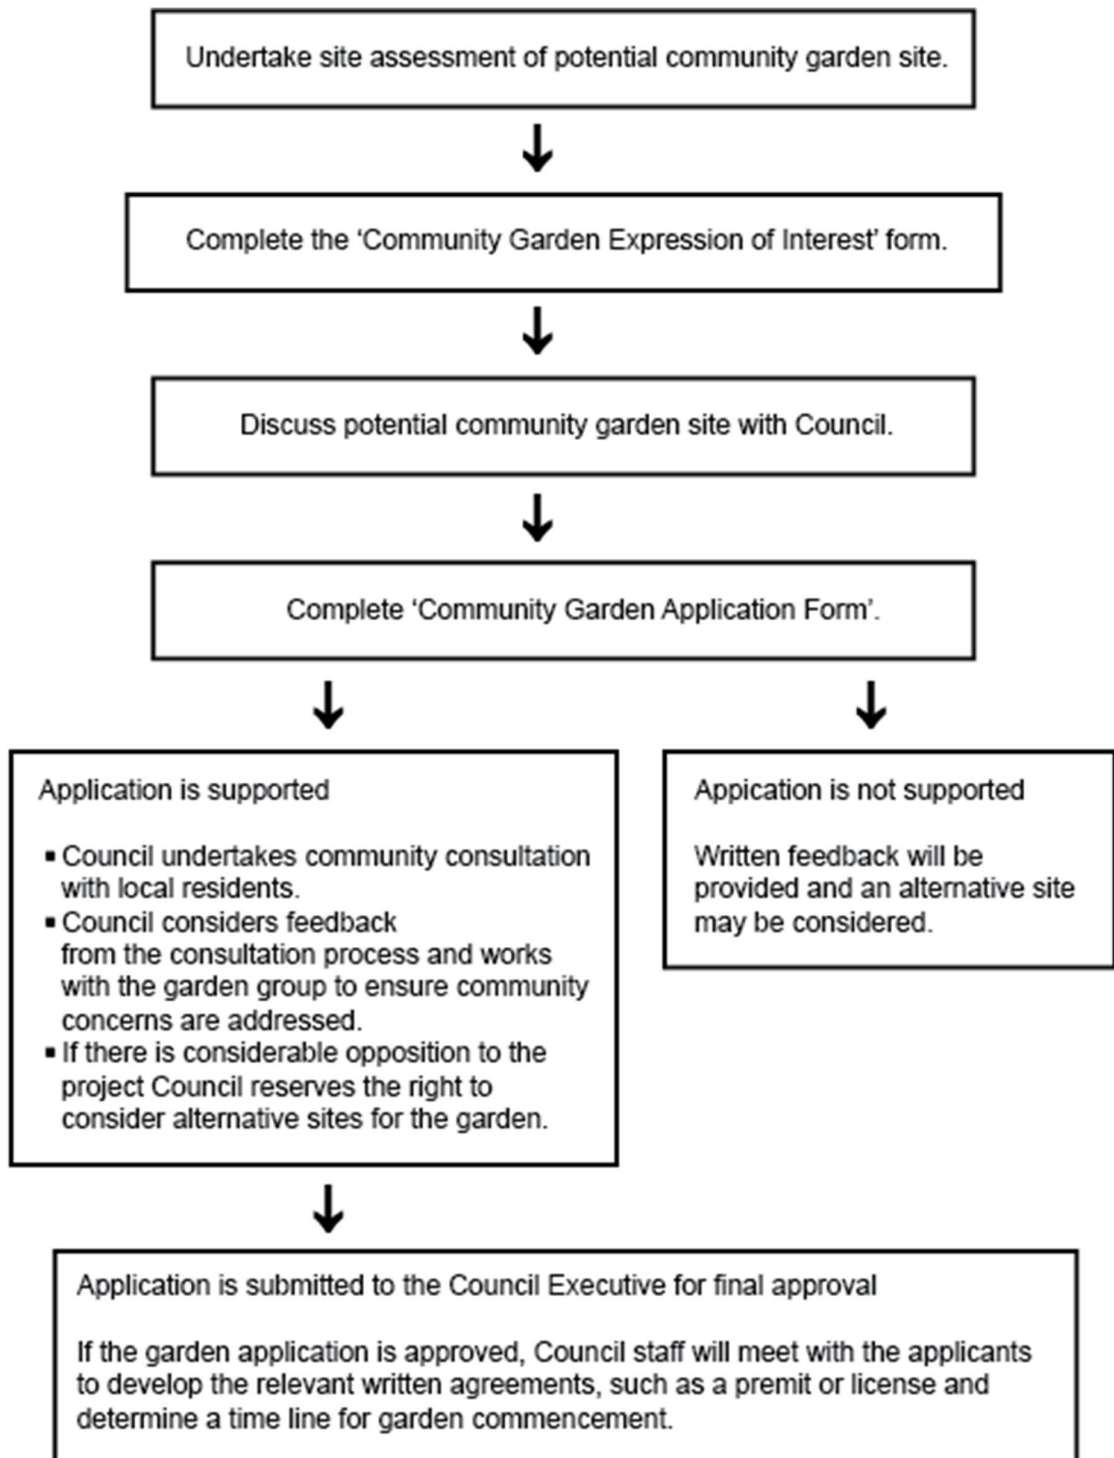 Undertake site assessment of potential community garden site.
Complete the ‘Community Garden Expression of Interest’ form.
Discuss potential community garden site with Council.
Complete ‘Community Garden Application Form’.
Application is supported
▪ Council undertakes community consultation
with local residents.
▪ Council considers feedback
from the consultation process and works
with the garden group to ensure community
concerns are addressed.
▪ If there is considerable opposition to the
project Council reserves the right to
consider alternative sites for the garden.
Appication is not supported
Written feedback will be
provided and an alternative site
may be considered.
Application is submitted to the Council Executive for final approval
If the garden application is approved, Council staff will meet with the applicants
to develop the relevant written agreements, such as a premit or license and
determine a time line for garden commencement.